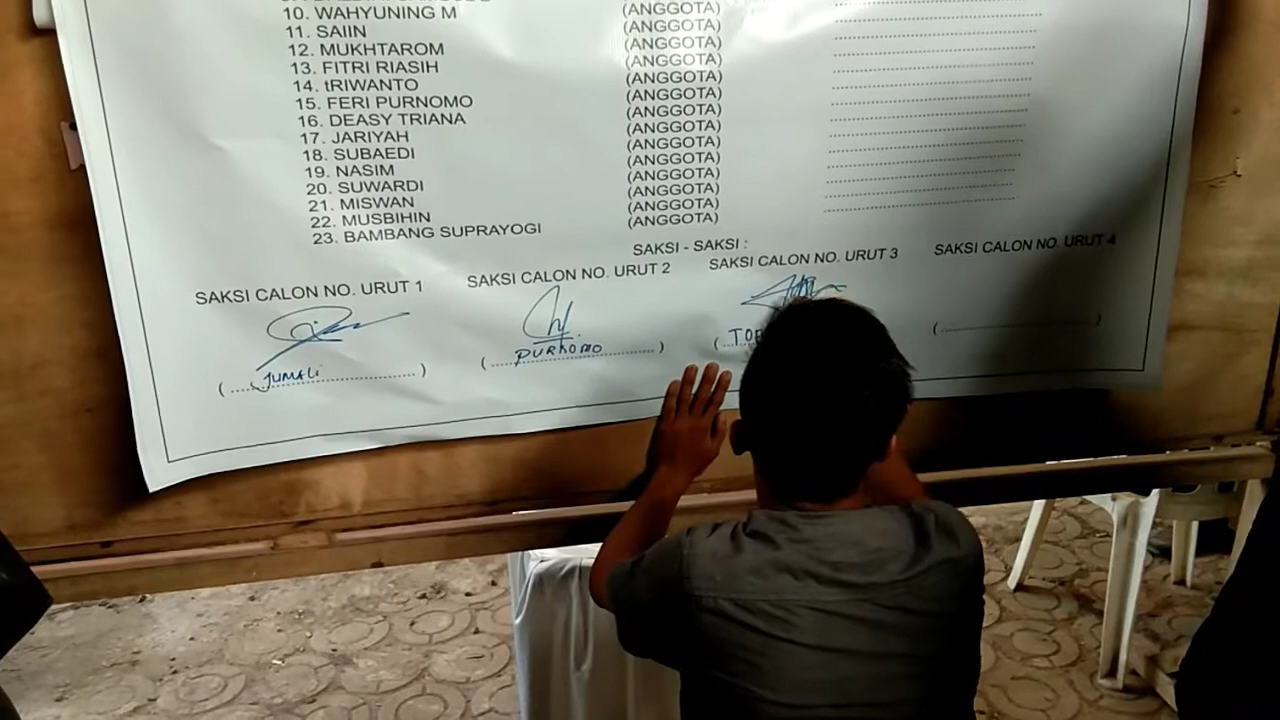 10. WAHYUNING M (ANGGOTA)
11. SAIIN (ANGGOTA)
12. MUKHTAROM (ANGGOTA)
13. FITRI RIASIH (ANGGOTA)
14. tRIWANTO (ANGGOTA)
15. FERI PURNOMO (ANGGOTA)
16. DEASY TRIANA (ANGGOTA)
17. JARIYAH (ANGGOTA)
18. SUBAEDI (ANGGOTA)
19. NASIM (ANGGOTA)
20. SUWARDI (ANGGOTA)
21. MISWAN (ANGGOTA)
22. MUSBIHIN (ANGGOTA)
23. BAMBANG SUPRAYOGI (ANGGOTA)
SAKSI - SAKSI :
SAKSI CALON NO. URUT 1 SAKSI CALON NO. URUT 2 SAKSI CALON NO. URUT 3 SAKSI CALON NO. URUT 4
JUMALi PURNOMO